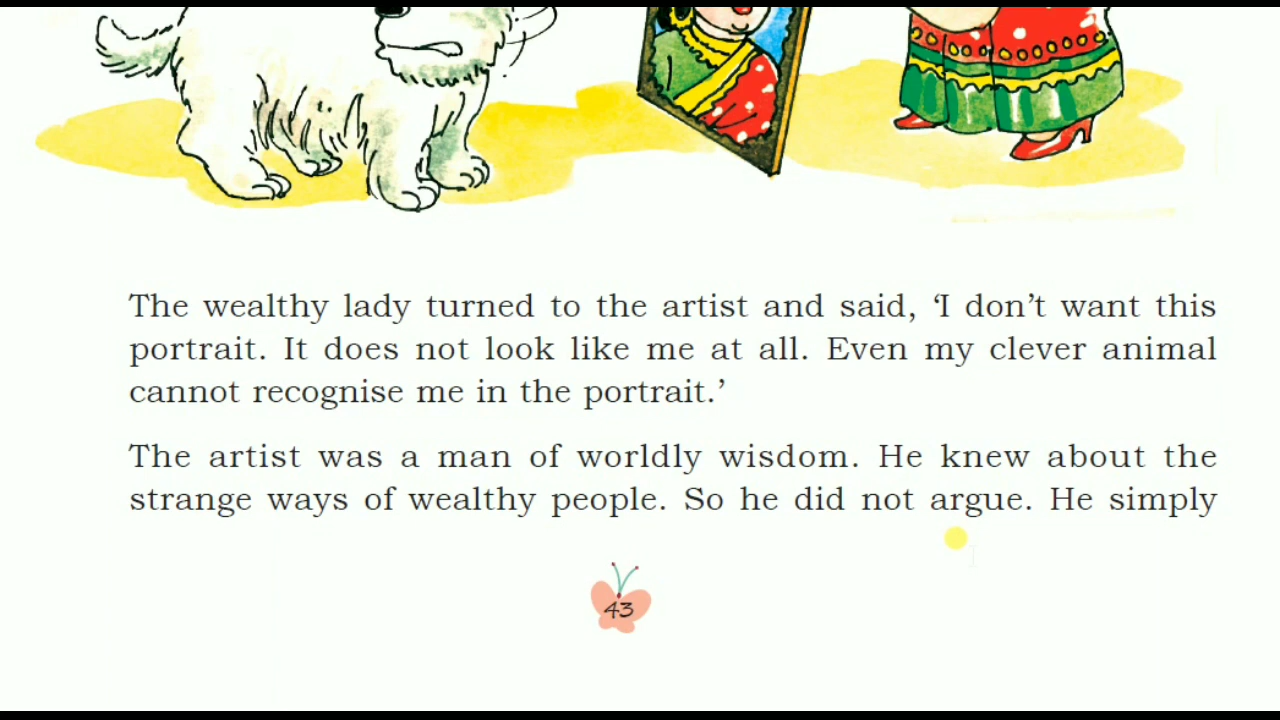 The wealthy lady turned to the artist and said, ‘I don’t want this
portrait. It does not look like me at all. Even my clever animal
cannot recognise me in the portrait.’
The artist was a man of worldly wisdom. He knew about the
strange ways of wealthy people. So he did not argue. He simply
43